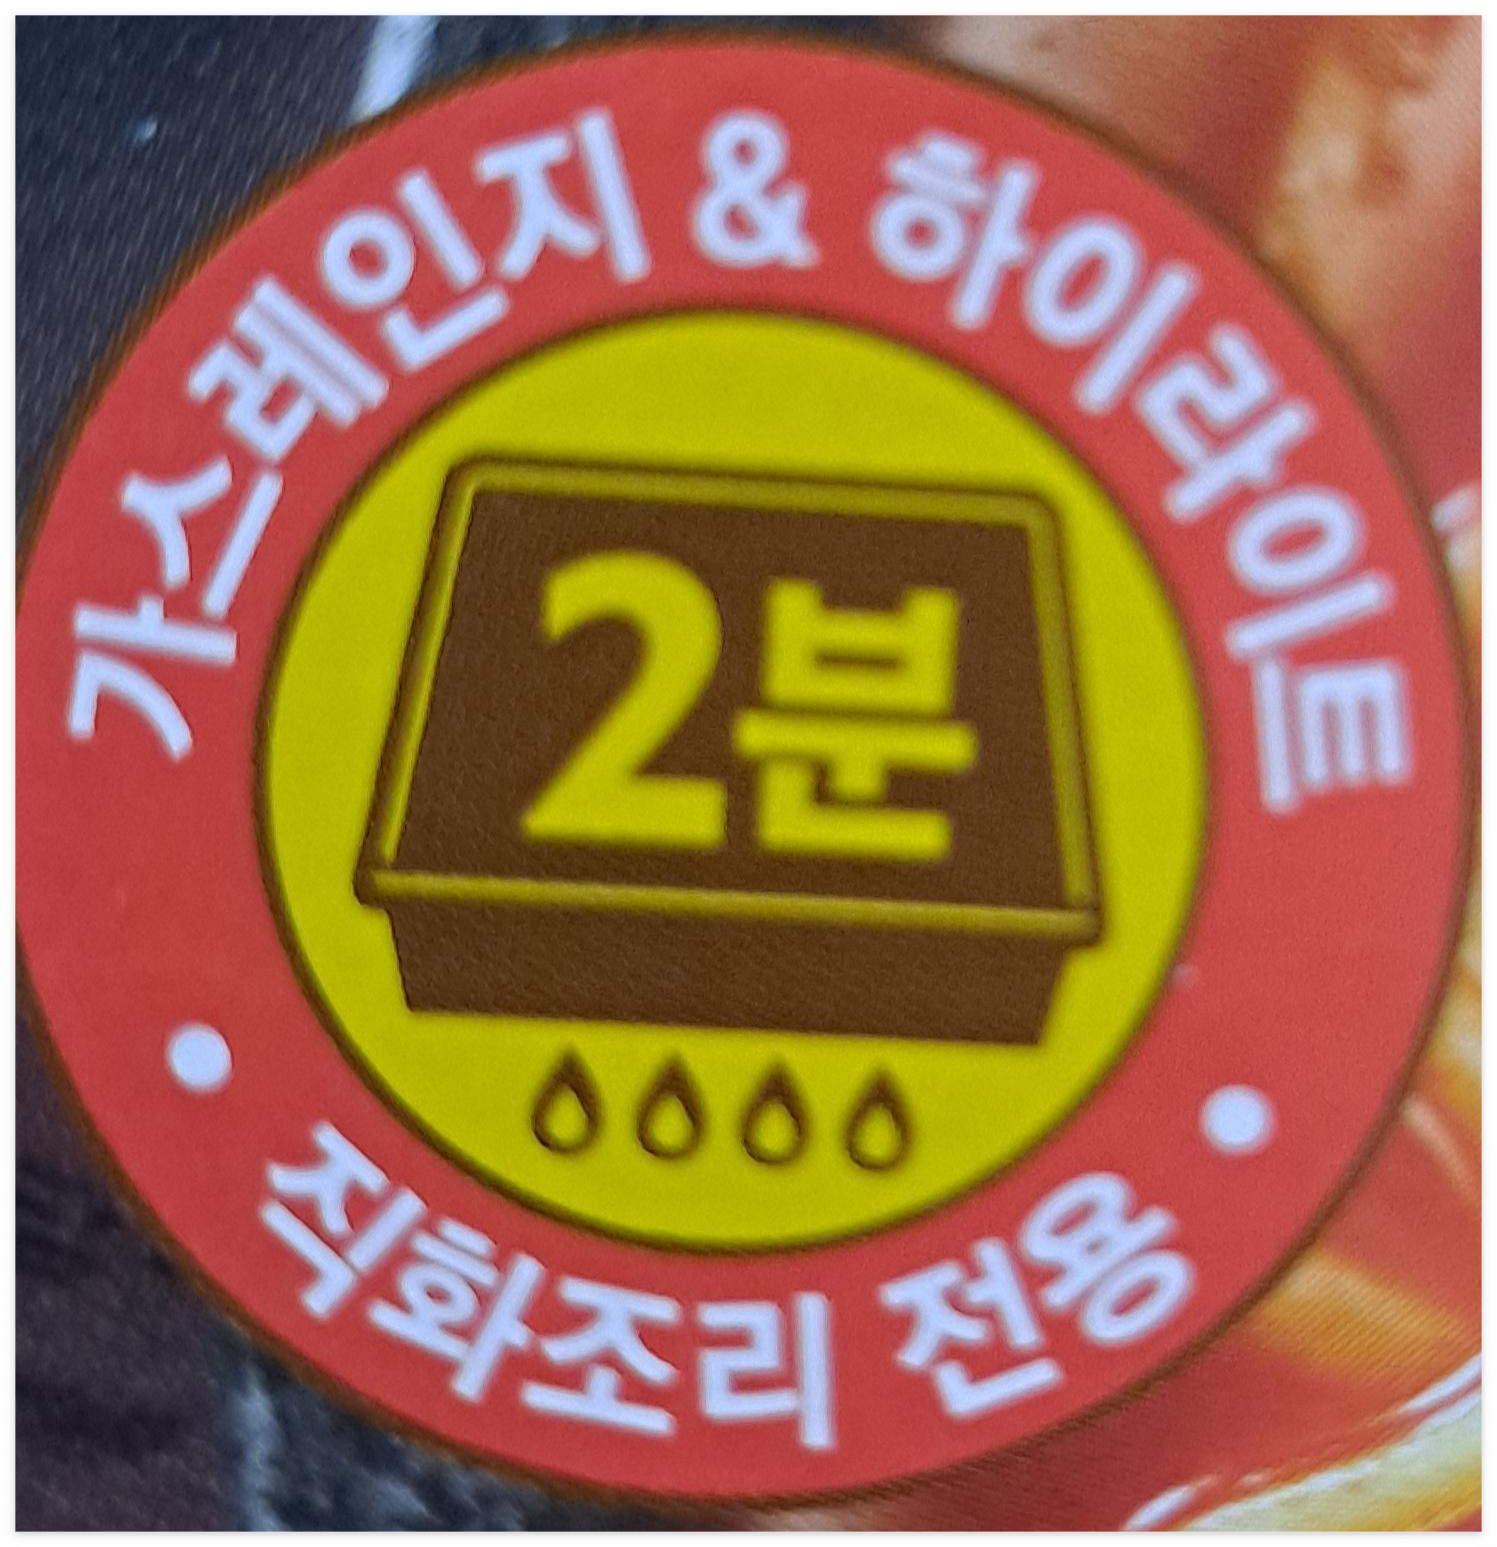 가스레인지 & 하이라이트
2분
직화조리 전용